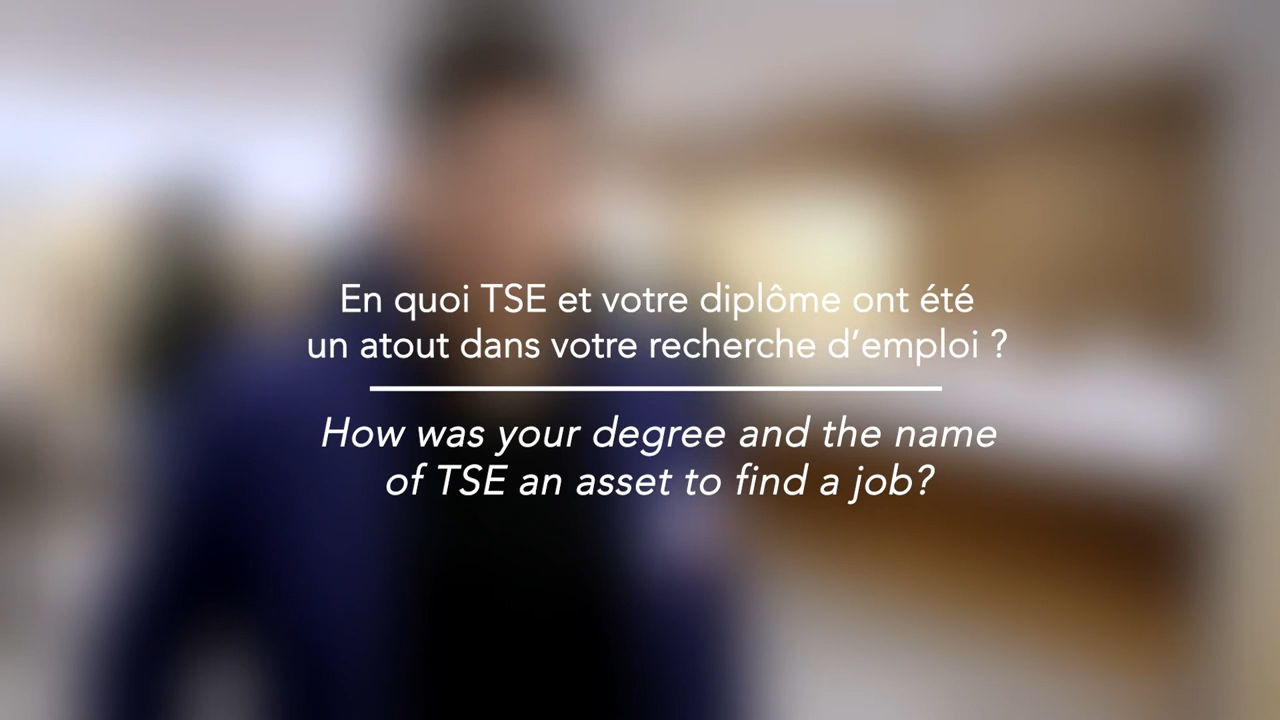 En quoi TSE et votre diplôme ont été
un atout dans votre recherche d’emploi ?
How was your degree and the name
of TSE an asset to find a job?